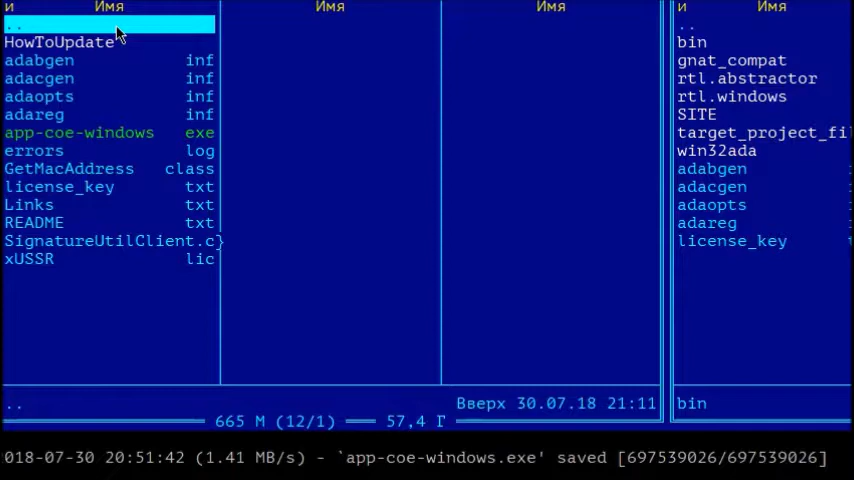 и Имя Имя Имя
..
HowToUpdate
adabgen inf
adacgen inf
adaopts inf
adareg inf
app-coe-windows exe
errors log
GetMacAddress class
license_key txt
Links txt
README txt
SignatureUtilClient.c}
xUSSR lic
.. Вверх 30.07.18 21:11
665 M (12/1) 57,4 Г
и Имя
..
bin
gnat_compat
rtl.abstractor
rtl.windows
SITE
target_project_fi
win32ada
adabgen
adacgen
adaopts
adareg
license_key
bin
018-07-30 20:51:42 (1.41 MB/s) - `app-coe-windows.exe' saved [697539026/697539026]